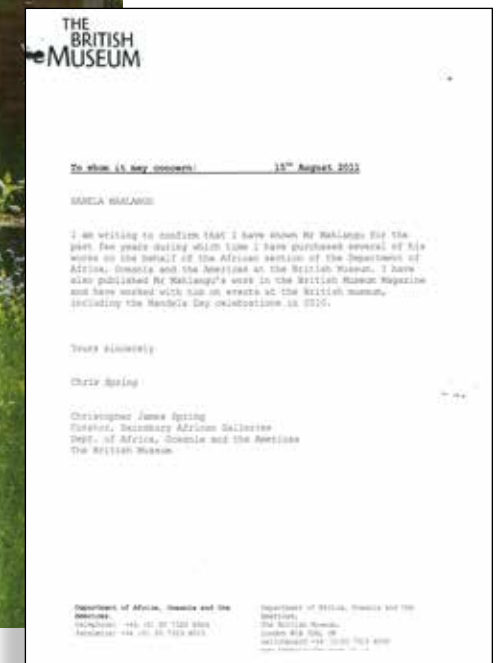 THE
BRITISH
MUSEUM
To whom it may concern: 15th August 2011
MAHLANGU
I am writing to confirm that I have known Mr Mahlangu for the
past few years during which time I have purchased several of his
works on the behalf of the African section of the Department of
Africa, Oceania and the Americas at the British Museum. I have
also published Mr Mahlangu's work in the British Museum Magazine
and have worked with him on events at the British museum,
including the Mandela Day celebrations in 2010.
Yours sincerely
Chris Spring
Christopher James Spring
Curator, Sainsbury African Galleries
Dept. of Africa, Oceania and the Americas
The British Museum
Department of Africa, Oceania and the
Americas.
Department of Africa, Oceania and the
Americas,
The British Museum,